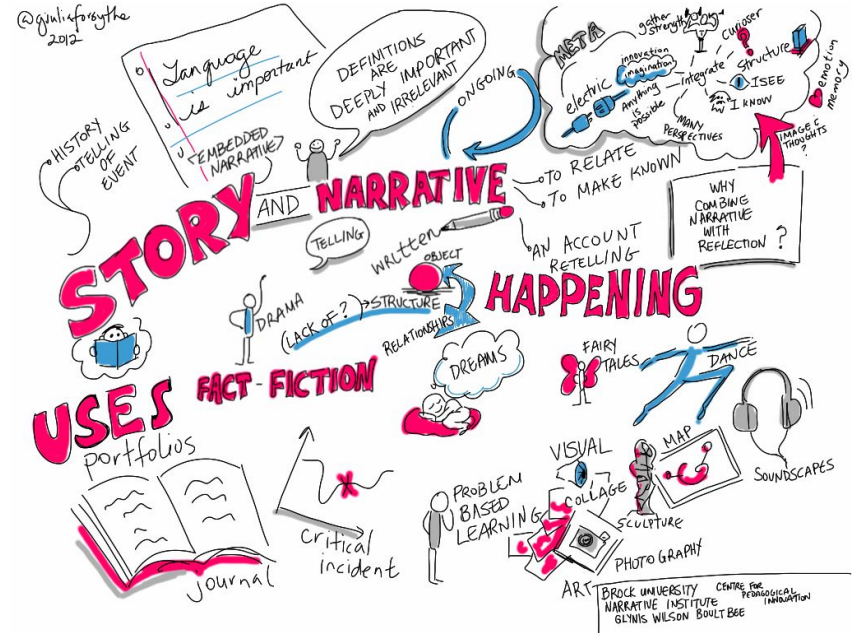 @giuliaforsythe
2012
Language
is important
<EMBEDDED
NARRATIVE>
HISTORY
TELLING
OF
EVENT
DEFINITIONS
ARE
DEEPLY IMPORTANT
AND IRRELEVANT
ONGOING
META
gather
strength
curioser
innovation
imagination
integrate
structure
electric
Anything
is
possible
I SEE
I KNOW
MANY
PERSPECTIVES
emotion
memory
IMAGE &
THOUGHTS
?
WHY
COMBINE
NARRATIVE
WITH
REFLECTION ?
STORY AND NARRATIVE
TO RELATE
TO MAKE KNOWN
AN ACCOUNT
RETELLING
TELLING
written
OBJECT
DRAMA
(LACK OF?) → STRUCTURE
RELATIONSHIPS
HAPPENING
FACT - FICTION
DREAMS
FAIRY
TALES
DANCE
SOUNDSCAPES
USES
portfolios
journal
critical
incident
PROBLEM
BASED
LEARNING
VISUAL
COLLAGE
MAP
SCULPTURE
PHOTOGRAPHY
ART
BROCK UNIVERSITY CENTRE FOR
PEDAGOGICAL
INNOVATION
NARRATIVE INSTITUTE
GLYNIS WILSON BOULTBEE